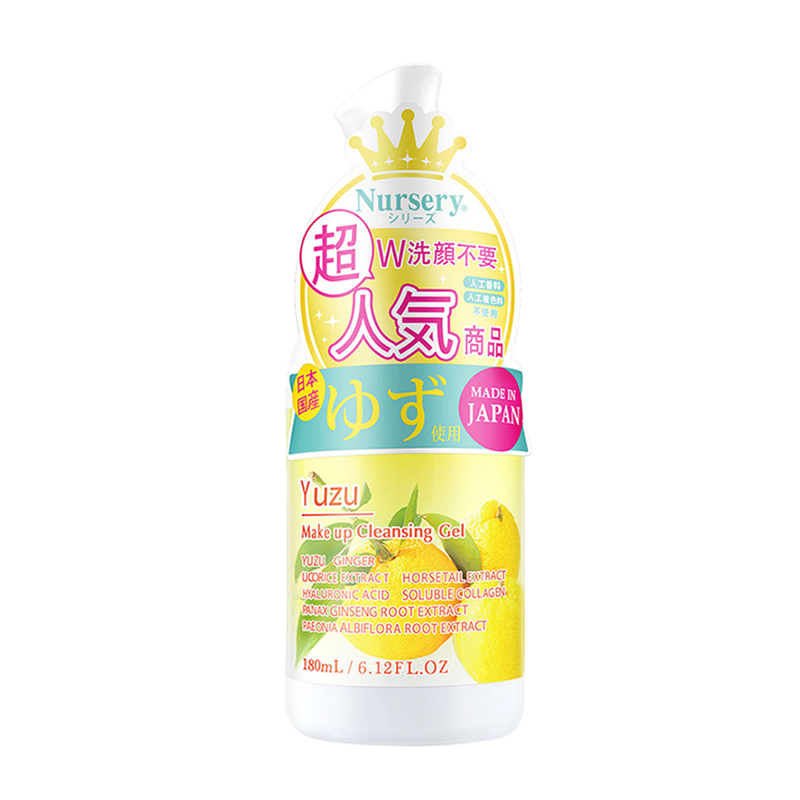 Nursery®
シリーズ
超
W洗顔不要
人工香料
人工着色料
不使用
人気
商品
日本
国産
ゆず
使用
MADE IN
JAPAN
Yuzu
Make up Cleansing Gel
YUZU GINGER
LICORICE EXTRACT HORSETAIL EXTRACT
HYALURONIC ACID SOLUBLE COLLAGEN
PANAX GINSENG ROOT EXTRACT
PAEONIA ALBIFLORA ROOT EXTRACT
180mL / 6.12FL.OZ